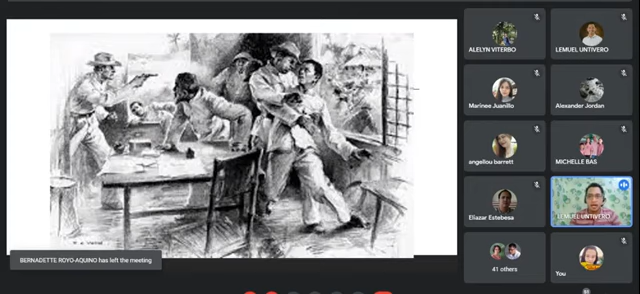 ALELYN VITERBO
LEMUEL UNTIVERO
Marinee Juanillo
Alexander Jordan
angeliou barrett
MICHELLE BAS
Eliazar Estebesa
LEMUEL UNTIVERO
41 others
You
BERNADETTE ROYO-AQUINO has left the meeting